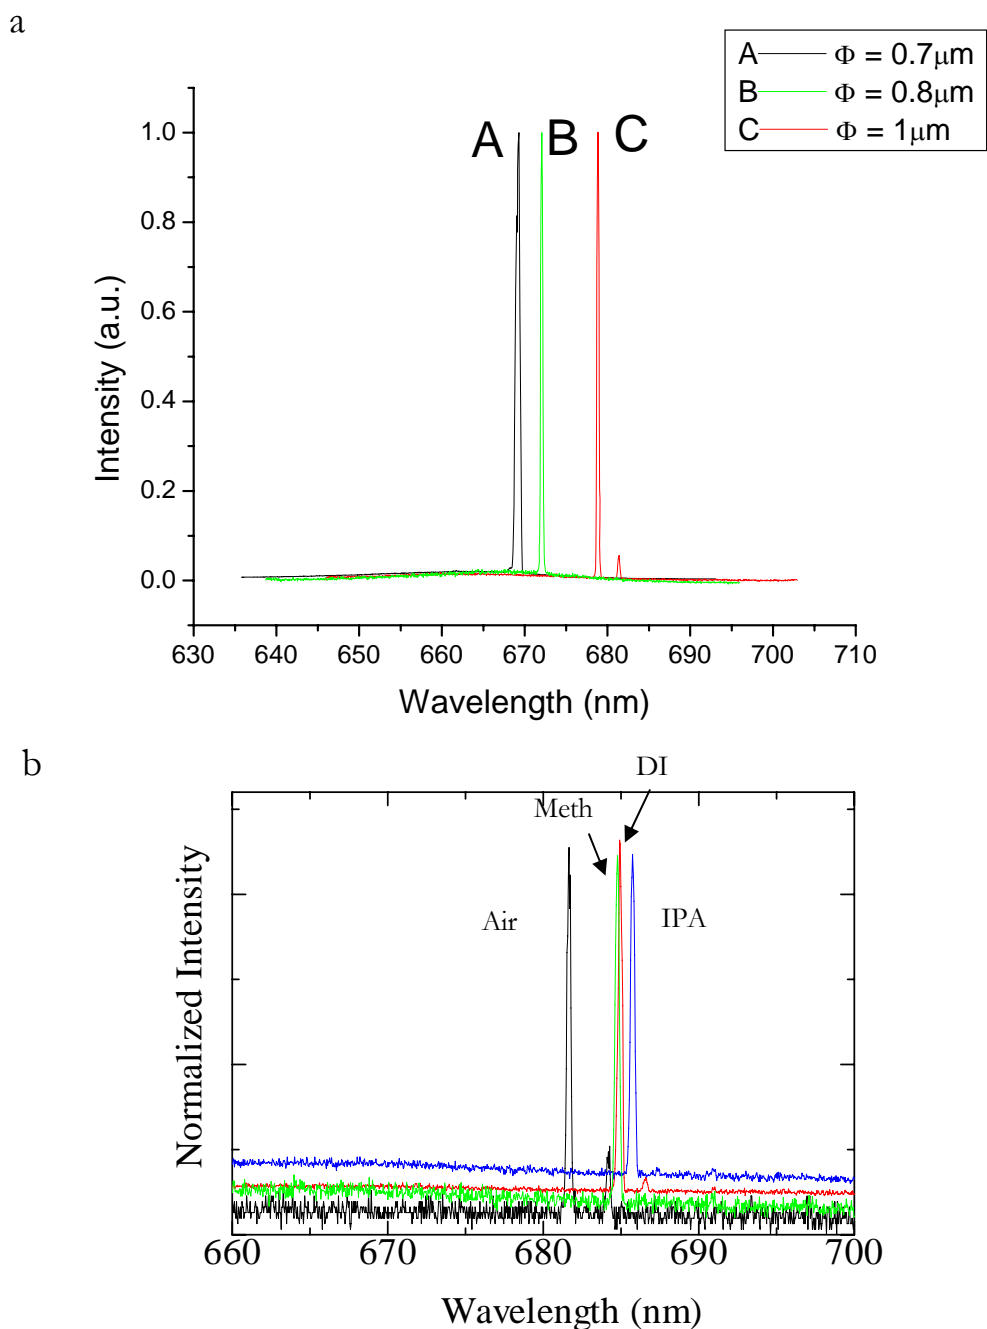 a
A Φ = 0.7μm
B Φ = 0.8μm
C Φ = 1μm
A B C
Intensity (a.u.)
1.0
0.8
0.6
0.4
0.2
0.0
630 640 650 660 670 680 690 700 710
Wavelength (nm)
b
DI
Meth
Air
IPA
Normalized Intensity
660 670 680 690 700
Wavelength (nm)